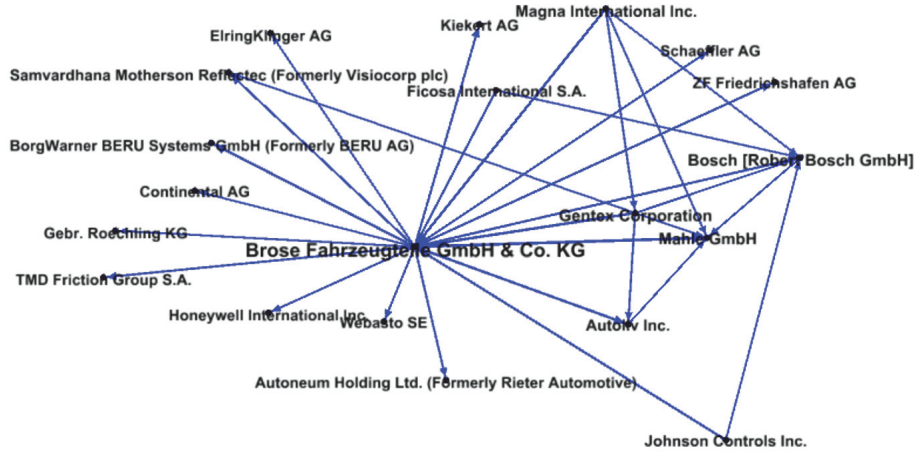 Magna International Inc.
Kiekert AG
ElringKlinger AG
Schaeffler AG
Samvardhana Motherson Reflectec (Formerly Visiocorp plc)
ZF Friedrichshafen AG
Ficosa International S.A.
BorgWarner BERU Systems GmbH (Formerly BERU AG)
Bosch [Robert Bosch GmbH]
Continental AG
Gentex Corporation
Gebr. Roechling KG
Mahle GmbH
Brose Fahrzeugteile GmbH & Co. KG
TMD Friction Group S.A.
Honeywell International Inc.
Webasto SE
Autoliv Inc.
Autoneum Holding Ltd. (Formerly Rieter Automotive)
Johnson Controls Inc.